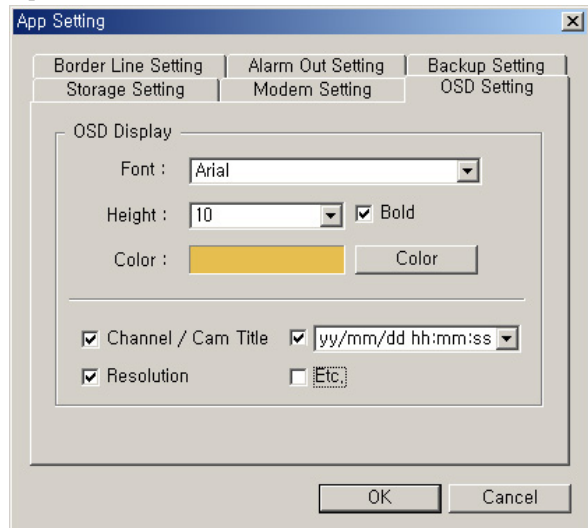 App Setting
Border Line Setting Alarm Out Setting Backup Setting
Storage Setting Modem Setting OSD Setting
OSD Display
Font : Arial
Height : 10 Bold
Color : Color
Channel / Cam Title yy/mm/dd hh:mm:ss
Resolution Etc.
OK Cancel